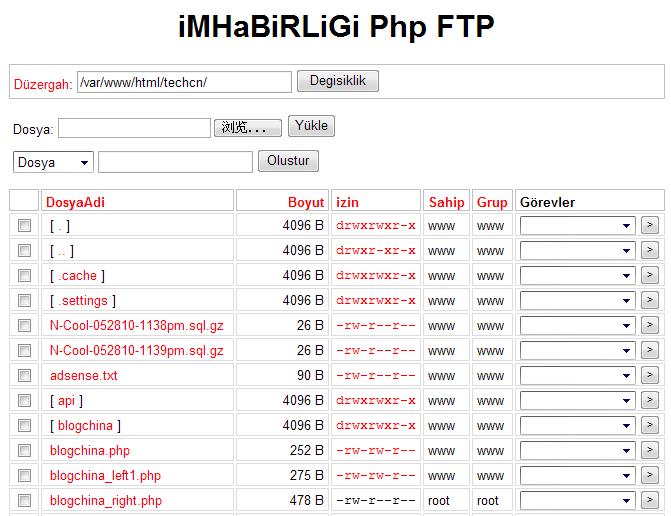 iMHaBiRLiGi Php FTP
Düzergah: /var/www/html/techcn/ Degisiklik
Dosya: 浏览... Yükle
Dosya Olustur
DosyaAdi Boyut izin Sahip Grup Görevler
[ . ] 4096 B drwxrwxr-x www www >
[ .. ] 4096 B drwxr-xr-x www www >
[ .cache ] 4096 B drwxrwxr-x www www >
[ .settings ] 4096 B drwxrwxr-x www www >
N-Cool-052810-1138pm.sql.gz 26 B -rw-r--r-- www www >
N-Cool-052810-1139pm.sql.gz 26 B -rw-r--r-- www www >
adsense.txt 90 B -rw-r--r-- www www >
[ api ] 4096 B drwxrwxr-x www www >
[ blogchina ] 4096 B drwxrwxr-x www www >
blogchina.php 252 B -rw-r--r-- www www >
blogchina_left1.php 275 B -rw-r--r-- www www >
blogchina_right.php 478 B -rw-r--r-- root root >